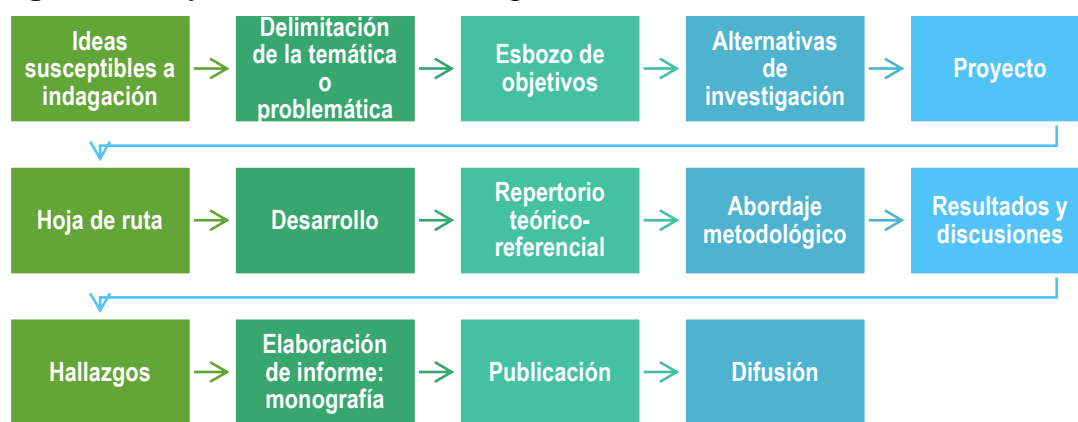 Ideas
susceptibles a
indagación
Delimitación
de la temática
o
problemática
Esbozo de
objetivos
Alternativas
de
investigación
Proyecto
Hoja de ruta
Desarrollo
Repertorio
teórico-
referencial
Abordaje
metodológico
Resultados y
discusiones
Hallazgos
Elaboración
de informe:
monografía
Publicación
Difusión